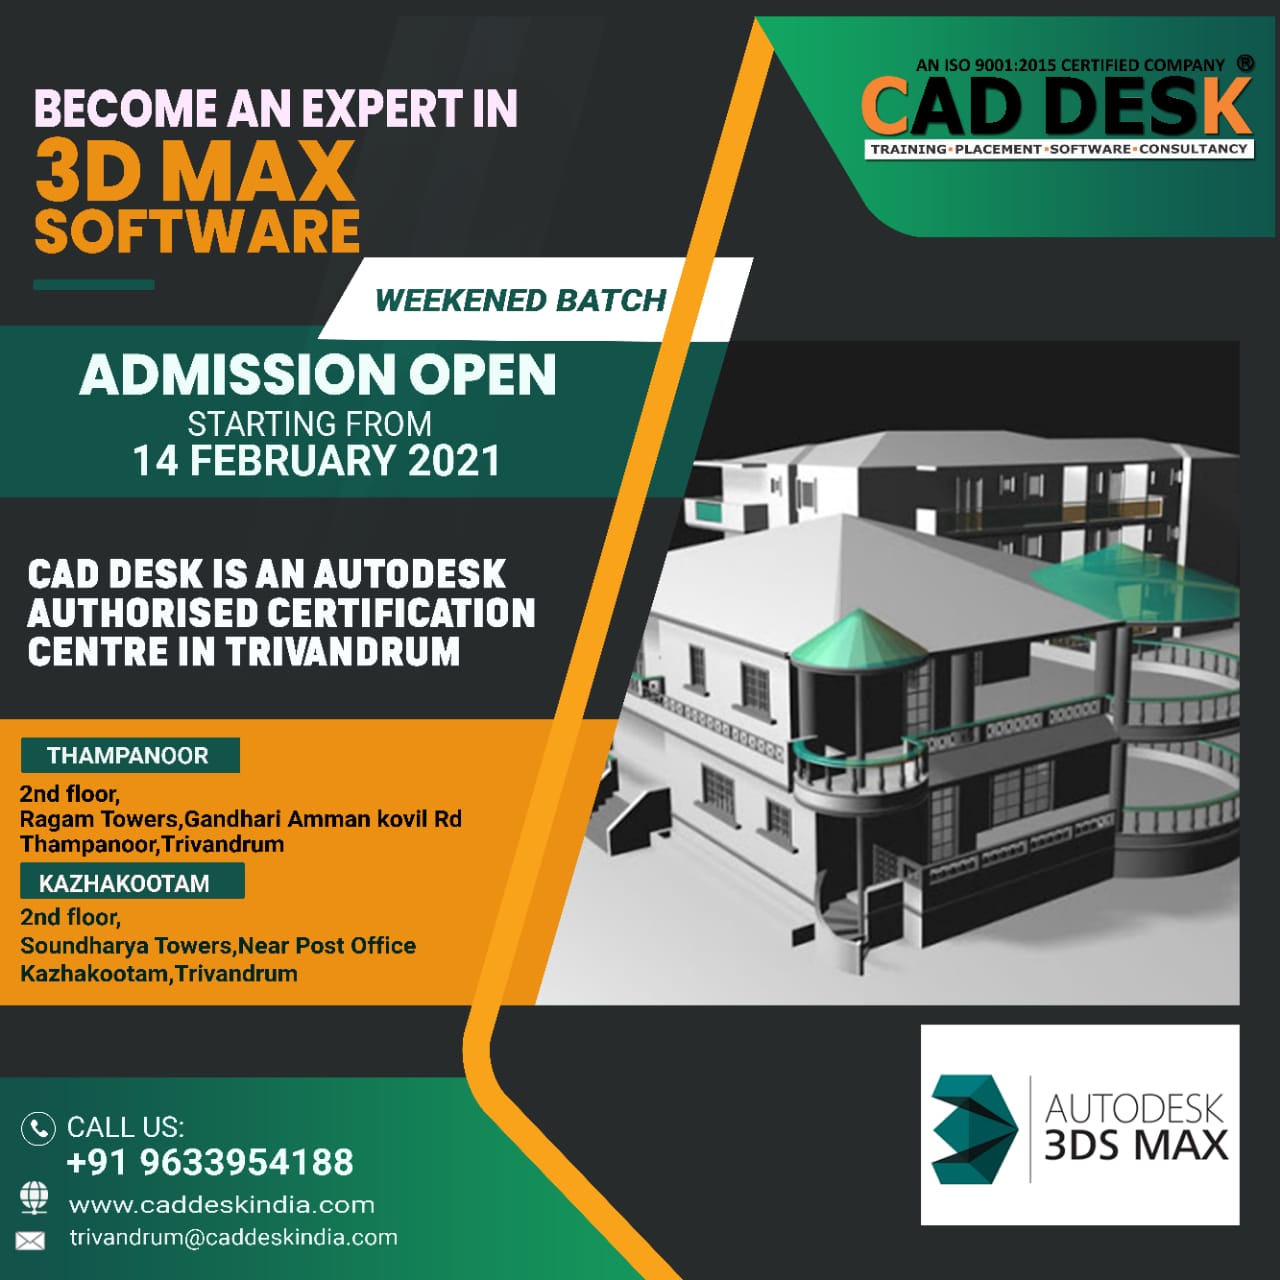 AN ISO 9001:2015 CERTIFIED COMPANY ®
CAD DESK
TRAINING▪PLACEMENT▪SOFTWARE▪CONSULTANCY
BECOME AN EXPERT IN
3D MAX
SOFTWARE
WEEKENED BATCH
ADMISSION OPEN
STARTING FROM
14 FEBRUARY 2021
CAD DESK IS AN AUTODESK
AUTHORISED CERTIFICATION
CENTRE IN TRIVANDRUM
THAMPANOOR
2nd floor,
Ragam Towers,Gandhari Amman kovil Rd
Thampanoor,Trivandrum
KAZHAKOOTAM
2nd floor,
Soundharya Towers,Near Post Office
Kazhakootam,Trivandrum
CALL US:
+91 9633954188
www.caddeskindia.com
trivandrum@caddeskindia.com
AUTODESK
3DS MAX